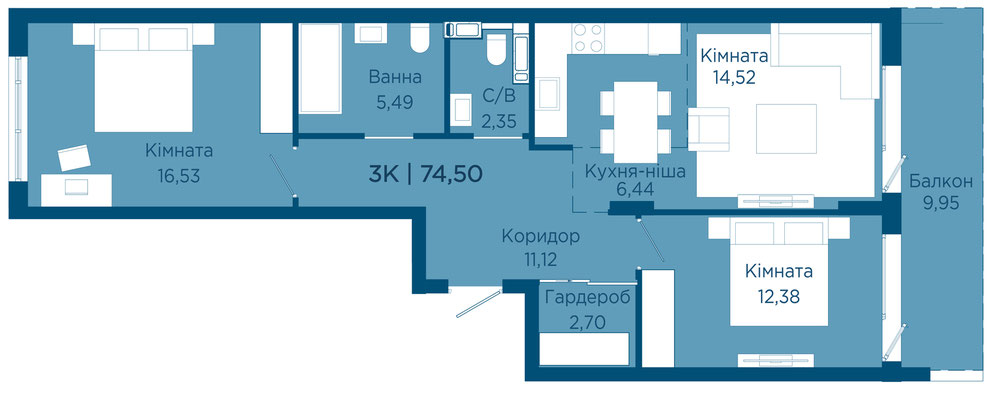 Кімната
16,53
Ванна
5,49
С/В
2,35
Кімната
14,52
3К | 74,50
Кухня-ніша
6,44
Балкон
9,95
Коридор
11,12
Кімната
12,38
Гардероб
2,70